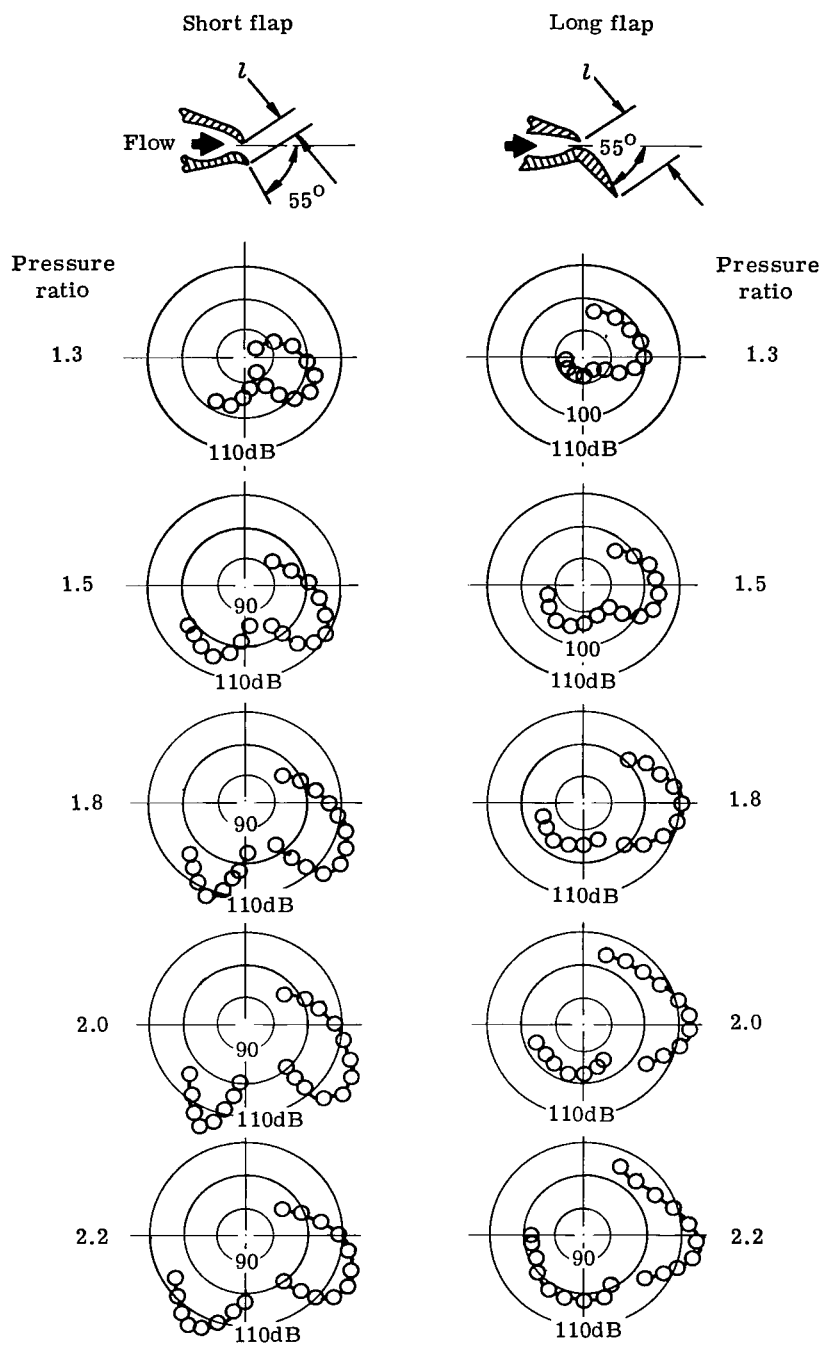 Short flap
Long flap
l
Flow
55°
55°
Pressure
ratio
Pressure
ratio
1.3
110dB
100
110dB
1.3
1.5
90
110dB
100
110dB
1.5
1.8
90
110dB
110dB
1.8
2.0
90
110dB
110dB
2.0
2.2
90
110dB
90
110dB
2.2